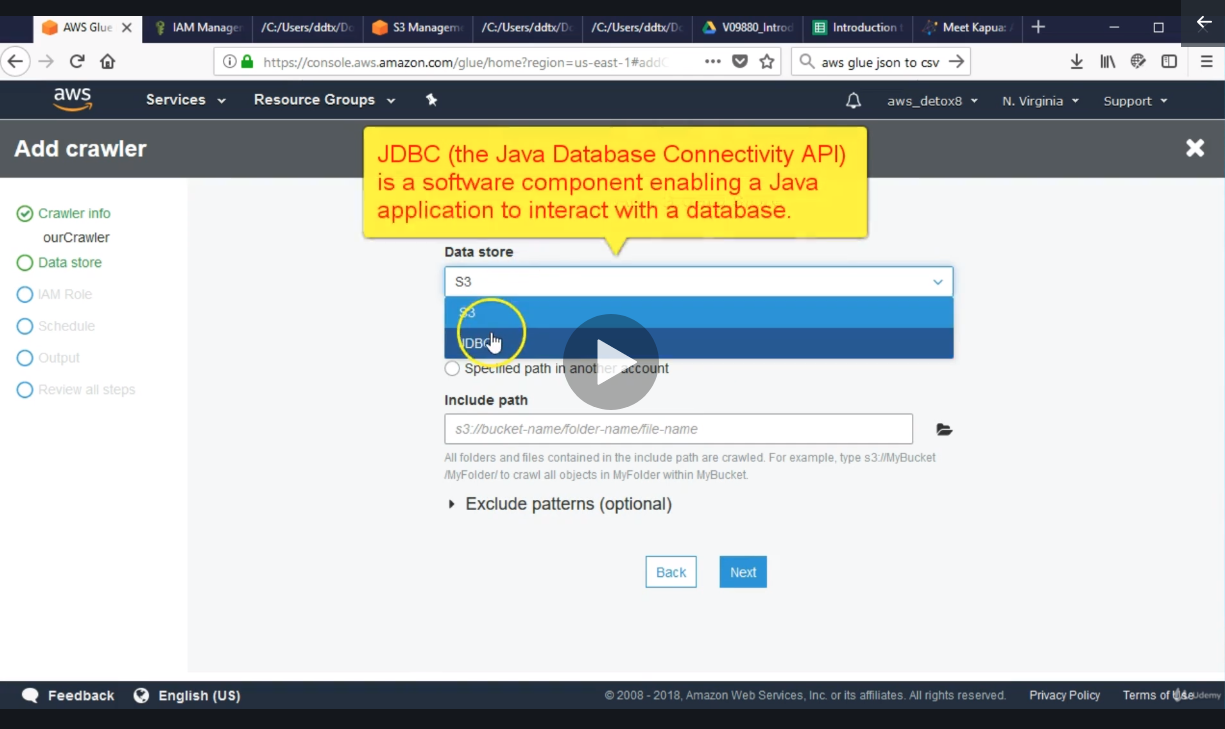 AWS Glue
IAM Manager
/C:/Users/ddtx/Do
S3 Manageme
/C:/Users/ddtx/Do
/C:/Users/ddtx/Do
V09880_Introd
Introduction
Meet Kapua:
https://console.aws.amazon.com/glue/home?region=us-east-1#addC
aws glue json to csv
aws
Services
Resource Groups
aws_detox8
N. Virginia
Support
Add crawler
JDBC (the Java Database Connectivity API)
is a software component enabling a Java
application to interact with a database.
Crawler info
ourCrawler
Data store
IAM Role
Schedule
Output
Review all steps
Data store
S3
S3
JDBC
Specified path in another account
Include path
s3://bucket-name/folder-name/file-name
All folders and files contained in the include path are crawled. For example, type s3://MyBucket
/MyFolder/ to crawl all objects in MyFolder within MyBucket.
Exclude patterns (optional)
Back
Next
Feedback
English (US)
© 2008 - 2018, Amazon Web Services, Inc. or its affiliates. All rights reserved.
Privacy Policy
Terms of Use
Udemy